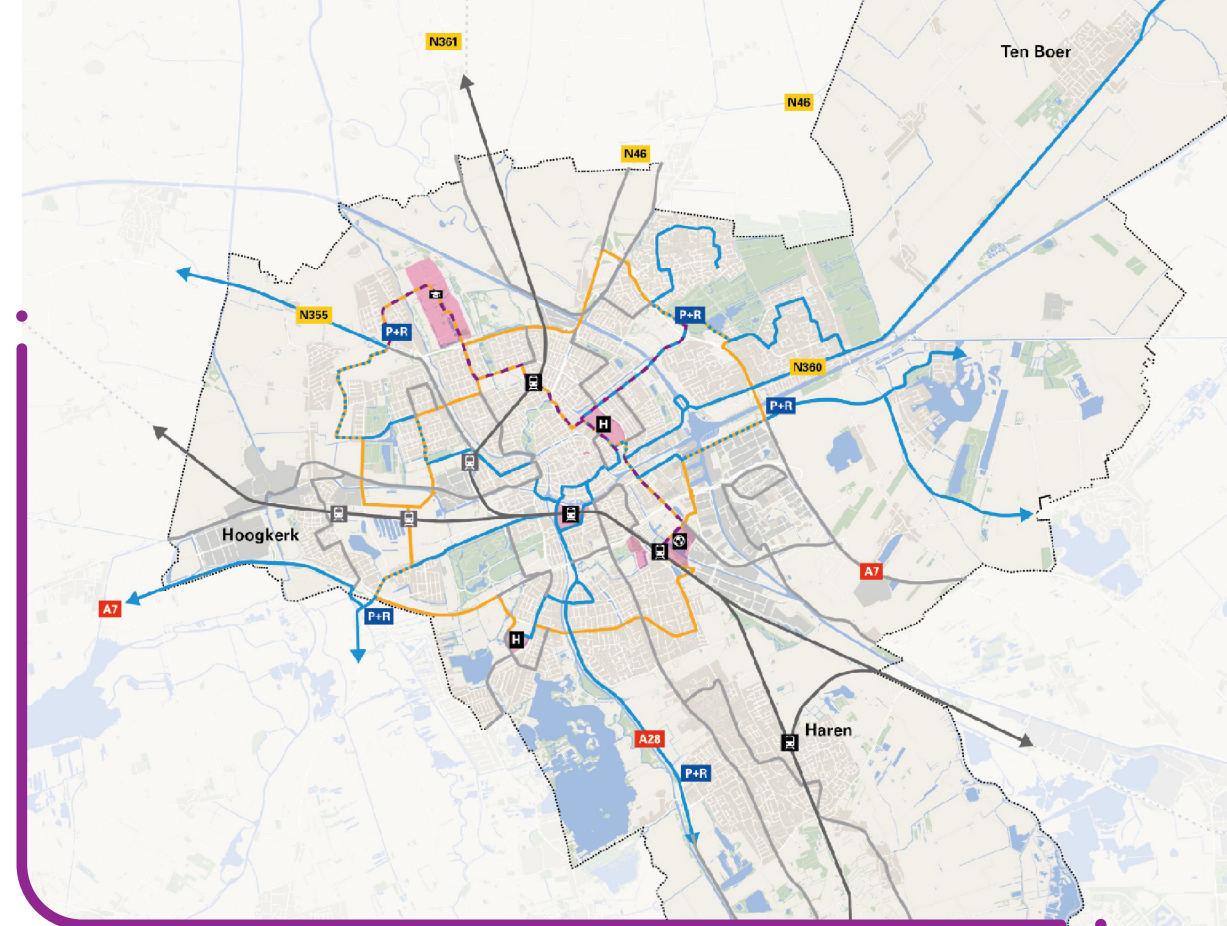 N361
Ten Boer
N46
N46
N355
P+R
P+R
N360
P+R
H
Hoogkerk
A7
A7
P+R
H
Haren
A28
P+R